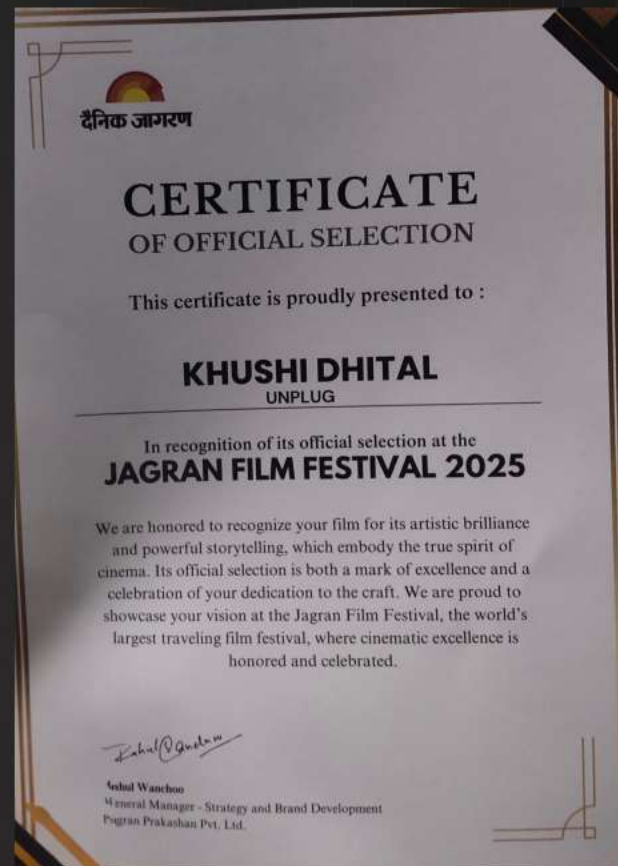 दैनिक जागरण
CERTIFICATE
OF OFFICIAL SELECTION
This certificate is proudly presented to :
KHUSHI DHITAL
UNPLUG
In recognition of its official selection at the
JAGRAN FILM FESTIVAL 2025
We are honored to recognize your film for its artistic brilliance
and powerful storytelling, which embody the true spirit of
cinema. Its official selection is both a mark of excellence and a
celebration of your dedication to the craft. We are proud to
showcase your vision at the Jagran Film Festival, the world's
largest traveling film festival, where cinematic excellence is
honored and celebrated.
Wanchoo
Manager - Strategy and Brand Development
Prakashan Pvt. Ltd.